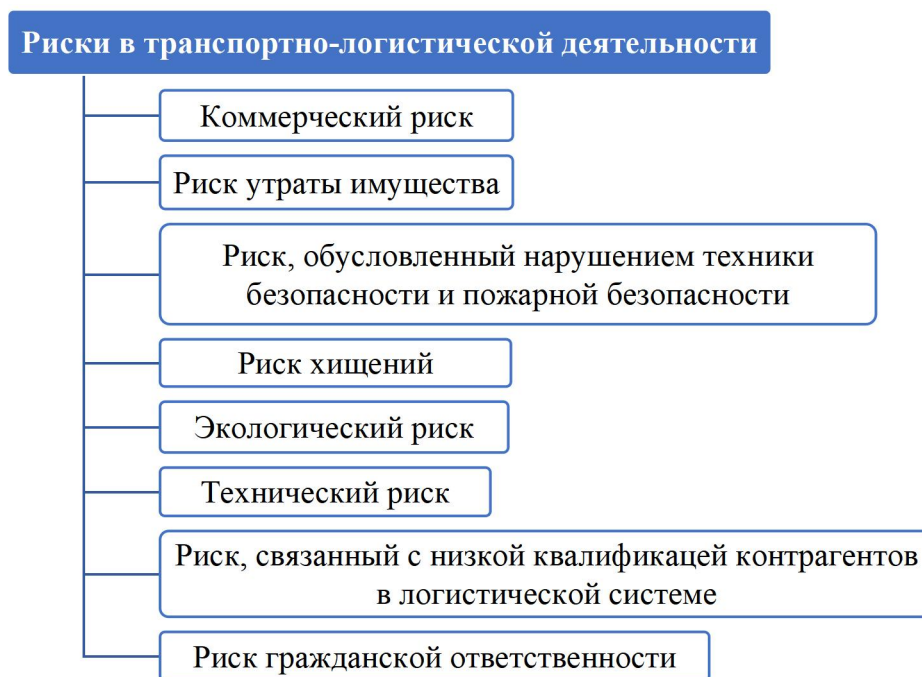 Риски в транспортно-логистической деятельности
Коммерческий риск
Риск утраты имущества
Риск, обусловленный нарушением техники
безопасности и пожарной безопасности
Риск хищений
Экологический риск
Технический риск
Риск, связанный с низкой квалификацей контрагентов
в логистической системе
Риск гражданской ответственности